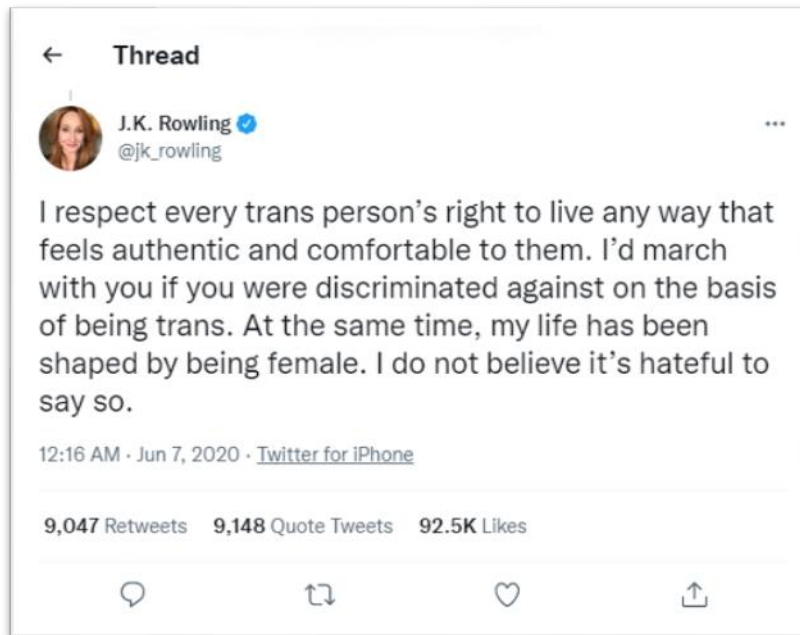 Thread
J.K. Rowling
@jk_rowling
I respect every trans person’s right to live any way that
feels authentic and comfortable to them. I’d march
with you if you were discriminated against on the basis
of being trans. At the same time, my life has been
shaped by being female. I do not believe it’s hateful to
say so.
12:16 AM · Jun 7, 2020 · Twitter for iPhone
9,047 Retweets 9,148 Quote Tweets 92.5K Likes